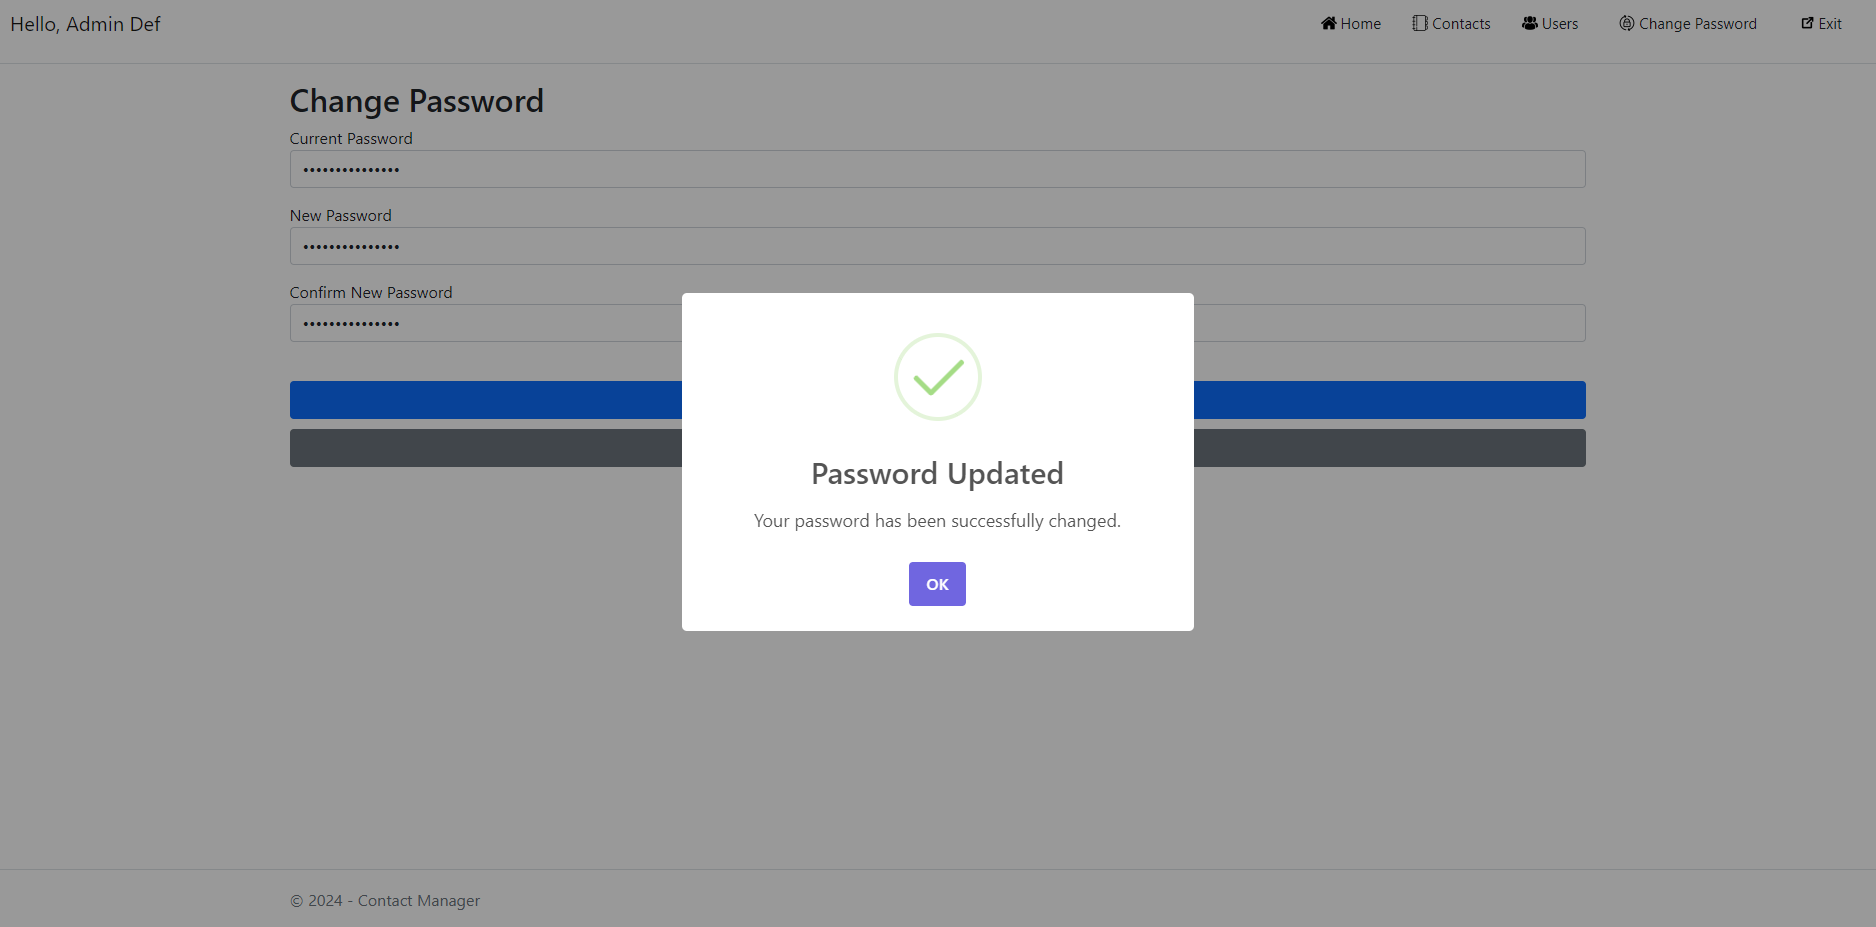 Hello, Admin Def
Home Contacts Users Change Password Exit
Change Password
Current Password
•••••••••••••••
New Password
•••••••••••••••
Confirm New Password
•••••••••••••••
Password Updated
Your password has been successfully changed.
OK
© 2024 - Contact Manager